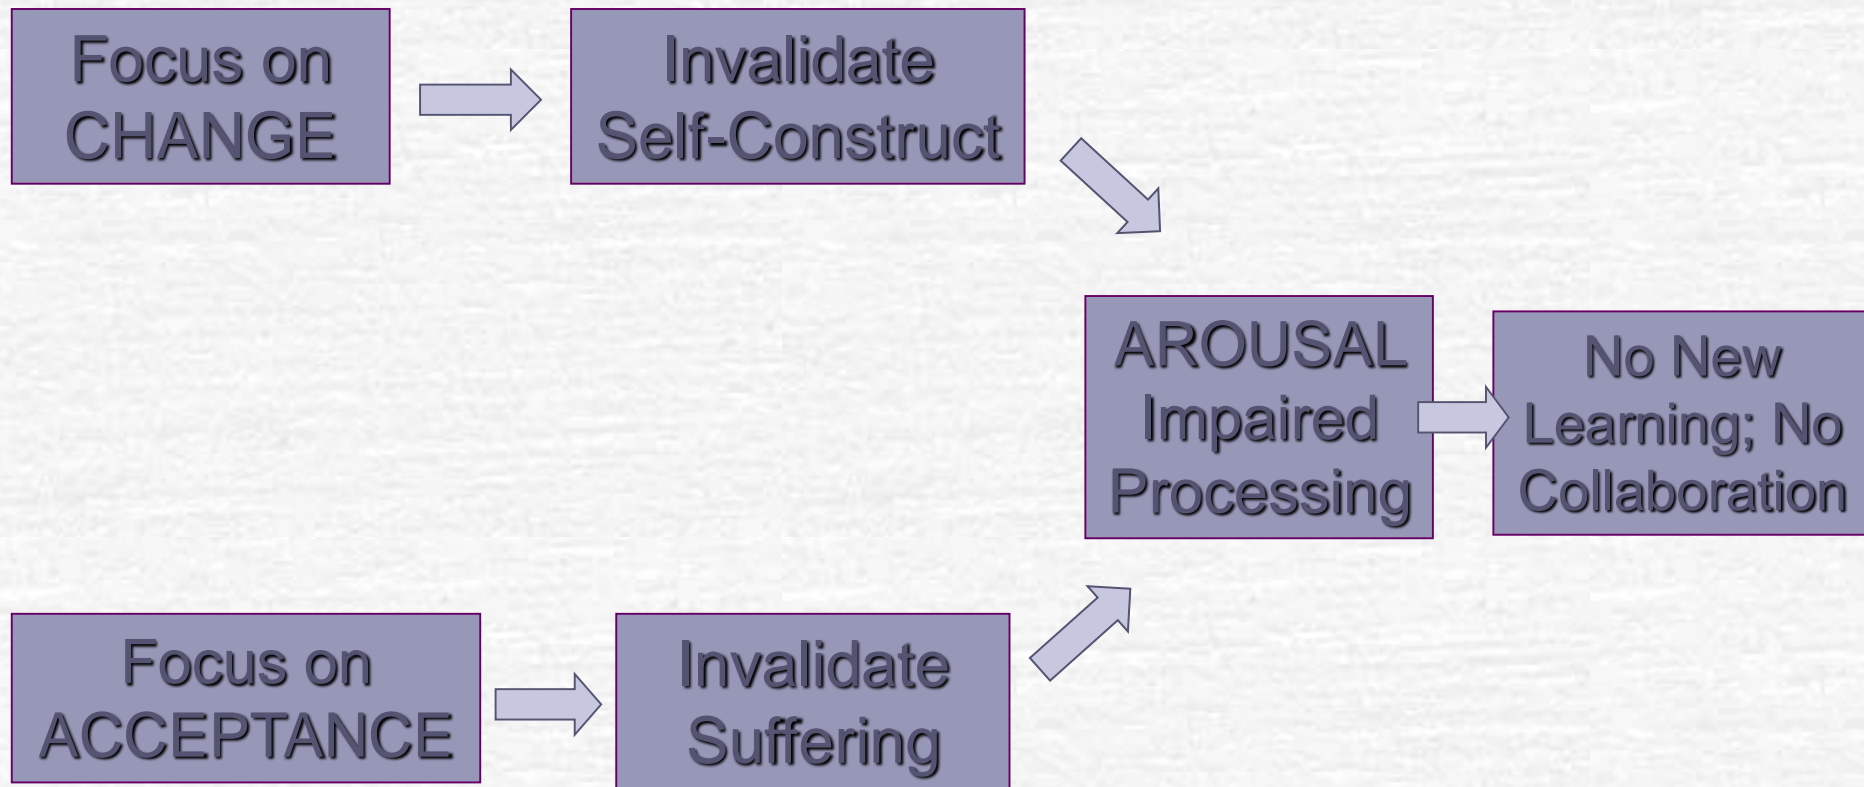 Focus on
CHANGE
Invalidate
Self-Construct
AROUSAL
Impaired
Processing
No New
Learning; No
Collaboration
Focus on
ACCEPTANCE
Invalidate
Suffering